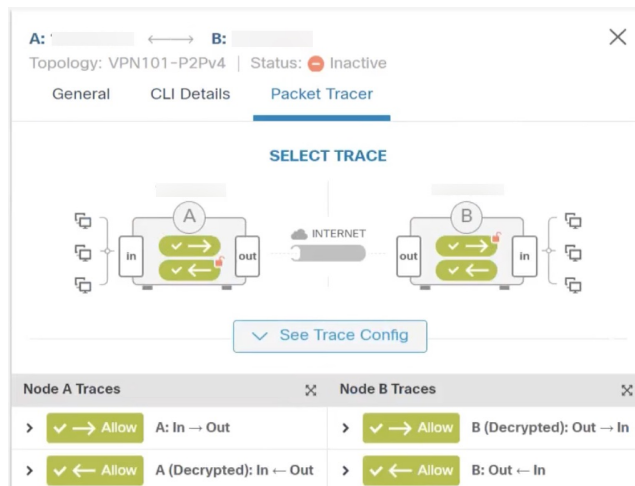 A: ⟷ B:
Topology: VPN101-P2Pv4 | Status: Inactive
General CLI Details Packet Tracer
SELECT TRACE
A B
INTERNET
in out out in
See Trace Config
Node A Traces Node B Traces
Allow A: In → Out Allow B (Decrypted): Out → In
Allow A (Decrypted): In ← Out Allow B: Out ← In